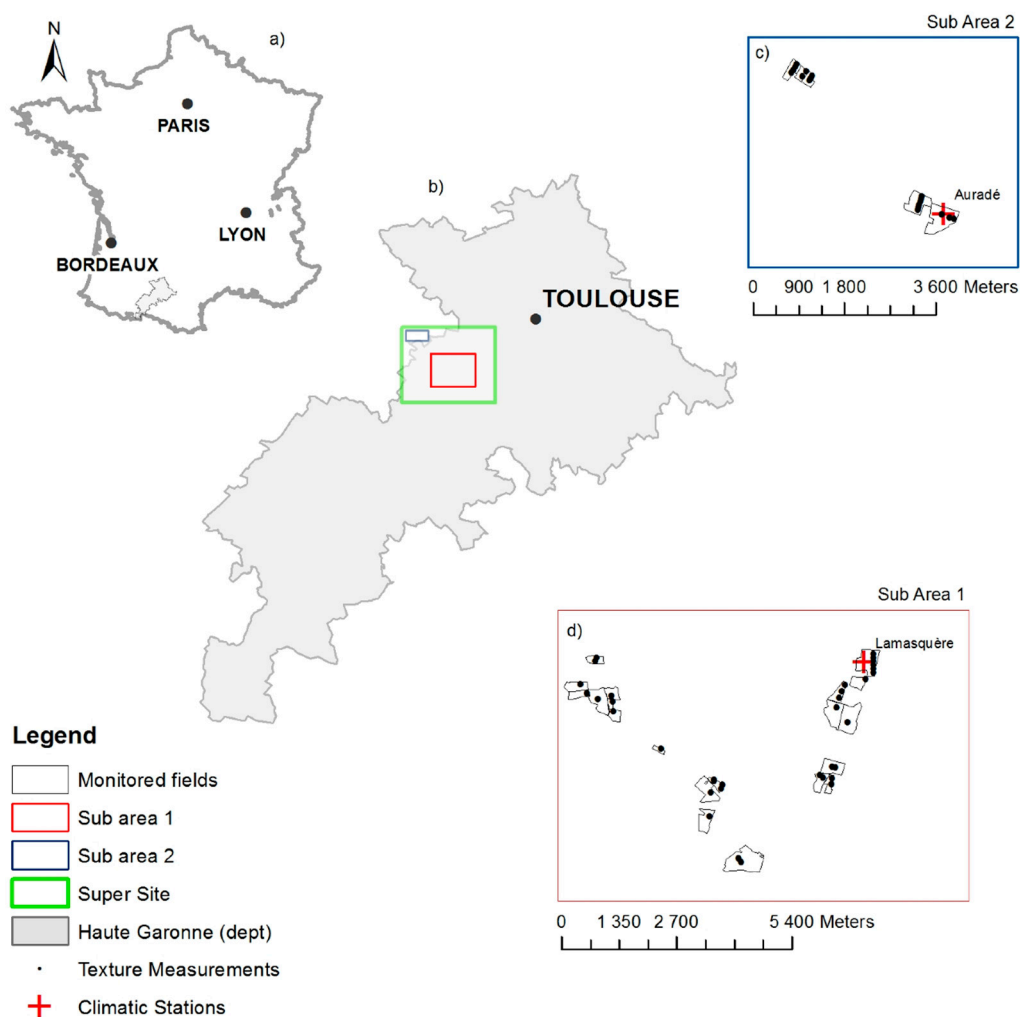 N
a)
PARIS
LYON
BORDEAUX
b)
TOULOUSE
Sub Area 2
c)
Auradé
0 900 1 800 3 600 Meters
Sub Area 1
d)
Lamasquère
0 1 350 2 700 5 400 Meters
Legend
Monitored fields
Sub area 1
Sub area 2
Super Site
Haute Garonne (dept)
Texture Measurements
Climatic Stations